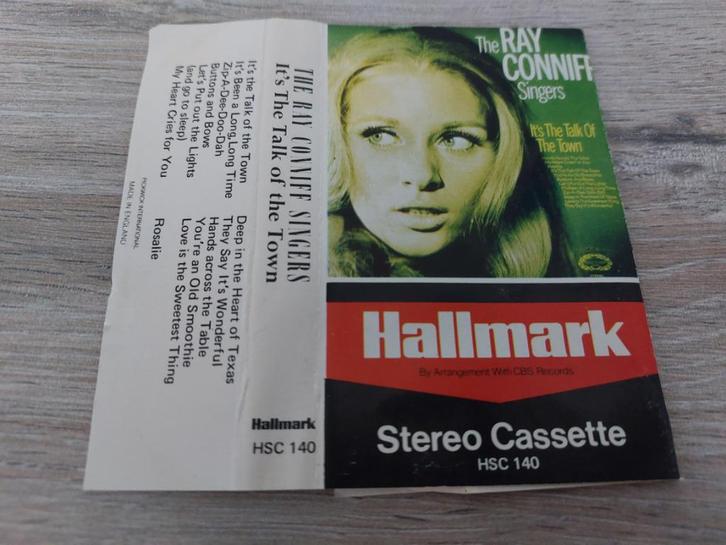 The RAY
CONNIFF
Singers
It's The Talk Of
The Town
Hallmark
By Arrangement With CBS Records
Stereo Cassette
HSC 140
THE RAY CONNIFF SINGERS
It's The Talk of the Town
Hallmark
HSC 140
It's the Talk of the Town
It's Been a Long, Long Time
Zip-A-Dee-Doo-Dah
Buttons and Bows
Let's Put out the Lights
(and go to sleep)
My Heart Cries for You
Deep in the Heart of Texas
They Say It's Wonderful
Hands across the Table
You're an Old Smoothie
Love is the Sweetest Thing
Rosalie
PICKWICK INTERNATIONAL
MADE IN ENGLAND